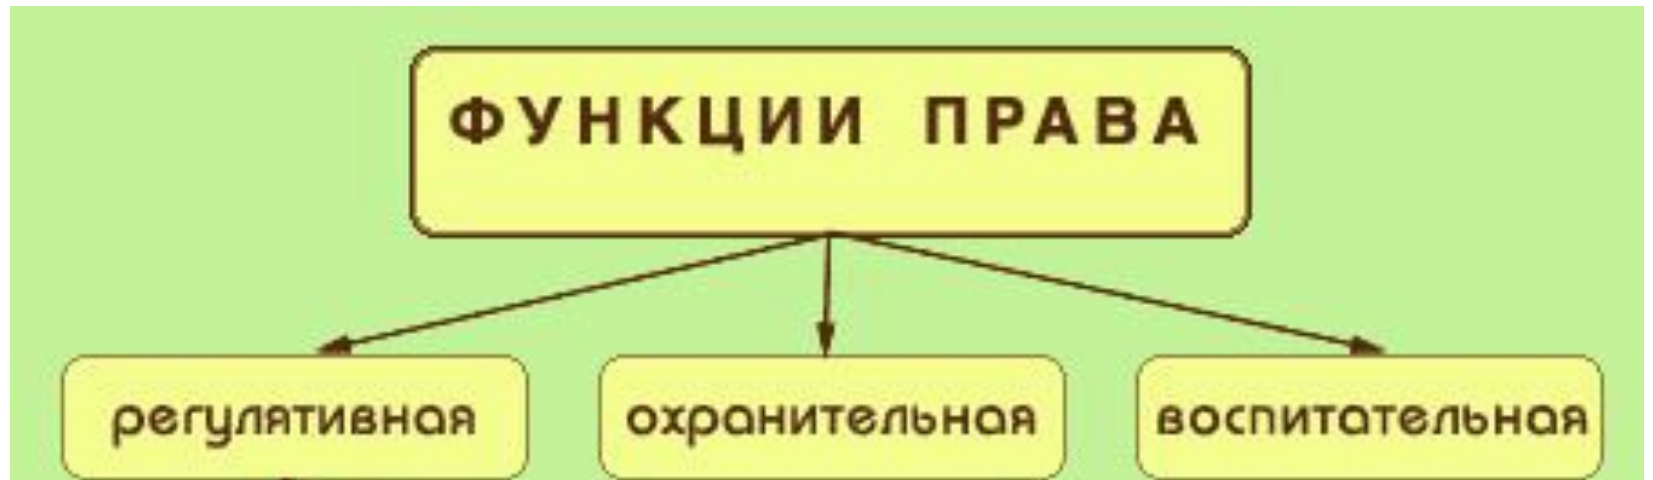 ФУНКЦИИ ПРАВА
регулятивная
охранительная
воспитательная